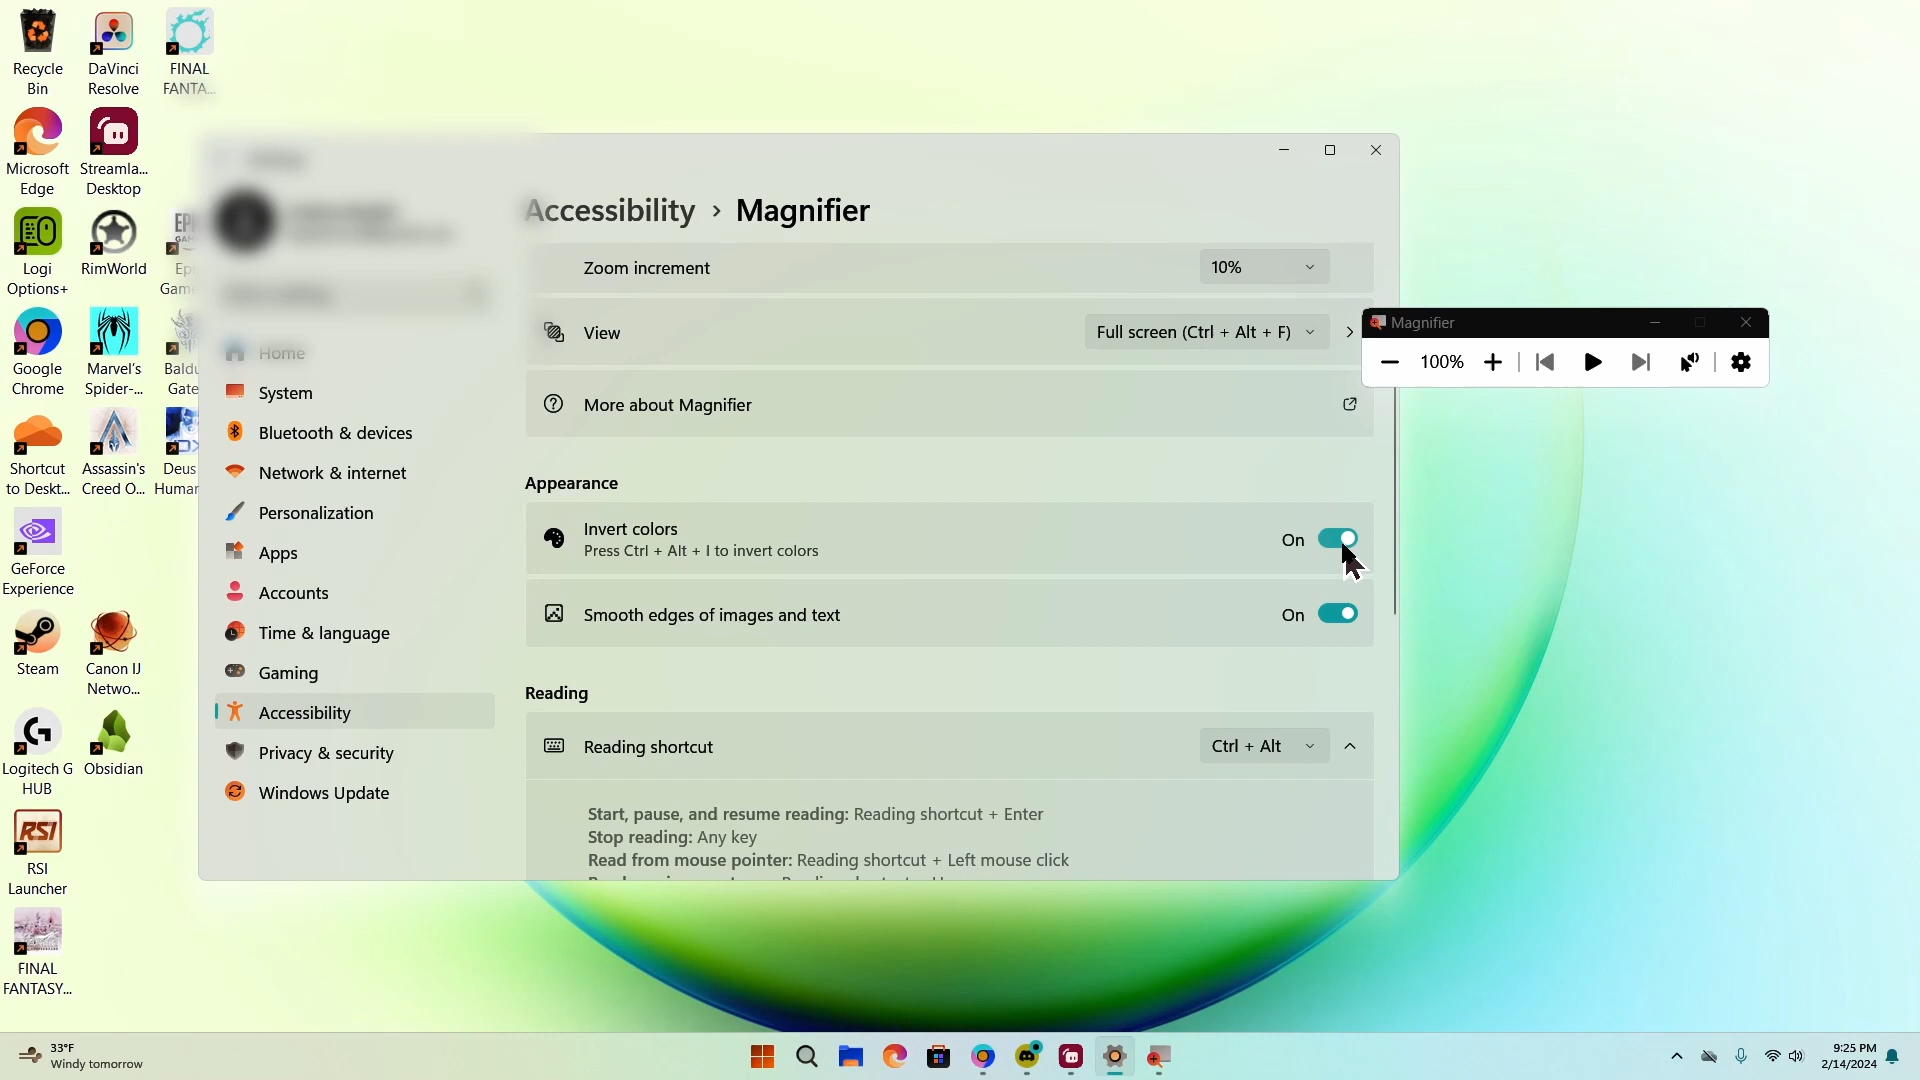 Recycle
Bin
DaVinci
Resolve
FINAL
FANTA...
Microsoft
Edge
Streamla...
Desktop
Logi
Options+
RimWorld
Google
Chrome
Marvel's
Spider-...
Shortcut
to Deskt...
Assassin's
Creed O...
Deus
Human
GeForce
Experience
Steam
Canon IJ
Netwo...
Logitech G
HUB
Obsidian
RSI
RSI
Launcher
FINAL
FANTASY...
Home
System
Bluetooth & devices
Network & internet
Personalization
Apps
Accounts
Time & language
Gaming
Accessibility
Privacy & security
Windows Update
Accessibility › Magnifier
Zoom increment
10%
View
Full screen (Ctrl + Alt + F)
More about Magnifier
Appearance
Invert colors
Press Ctrl + Alt + I to invert colors
On
Smooth edges of images and text
On
Reading
Reading shortcut
Ctrl + Alt
Start, pause, and resume reading: Reading shortcut + Enter
Stop reading: Any key
Read from mouse pointer: Reading shortcut + Left mouse click
Magnifier
100%
33°F
Windy tomorrow
9:25 PM
2/14/2024